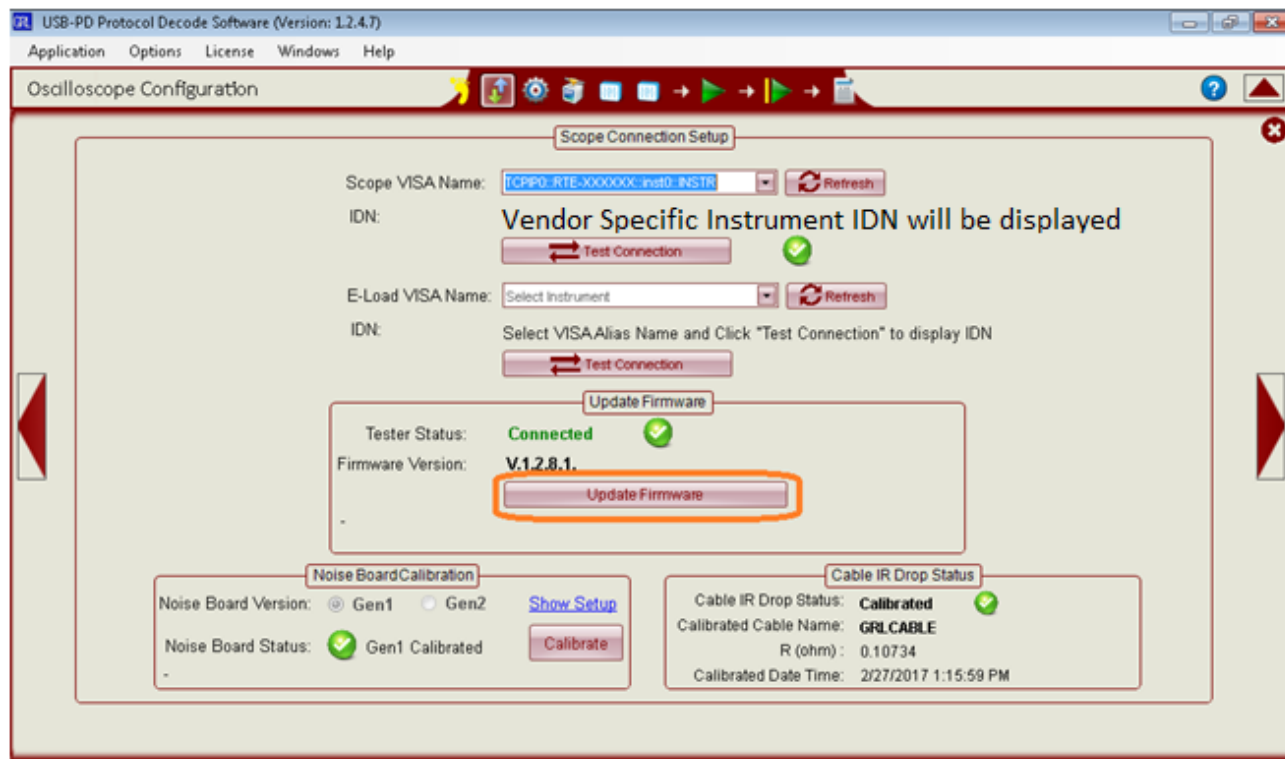 GRL USB-PD Protocol Decode Software (Version: 1.2.4.7)
Application Options License Windows Help
Oscilloscope Configuration
Scope Connection Setup
Scope VISA Name: TCPIP0::RTE-XXXXXX::inst0::INSTR Refresh
IDN: Vendor Specific Instrument IDN will be displayed
Test Connection
E-Load VISA Name: Select Instrument Refresh
IDN: Select VISA Alias Name and Click "Test Connection" to display IDN
Test Connection
Update Firmware
Tester Status: Connected
Firmware Version: V.1.2.8.1.
Update Firmware
-
Noise Board Calibration
Noise Board Version: Gen1 Gen2 Show Setup
Noise Board Status: Gen1 Calibrated Calibrate
-
Cable IR Drop Status
Cable IR Drop Status: Calibrated
Calibrated Cable Name: GRLCABLE
R (ohm) : 0.10734
Calibrated Date Time: 2/27/2017 1:15:59 PM